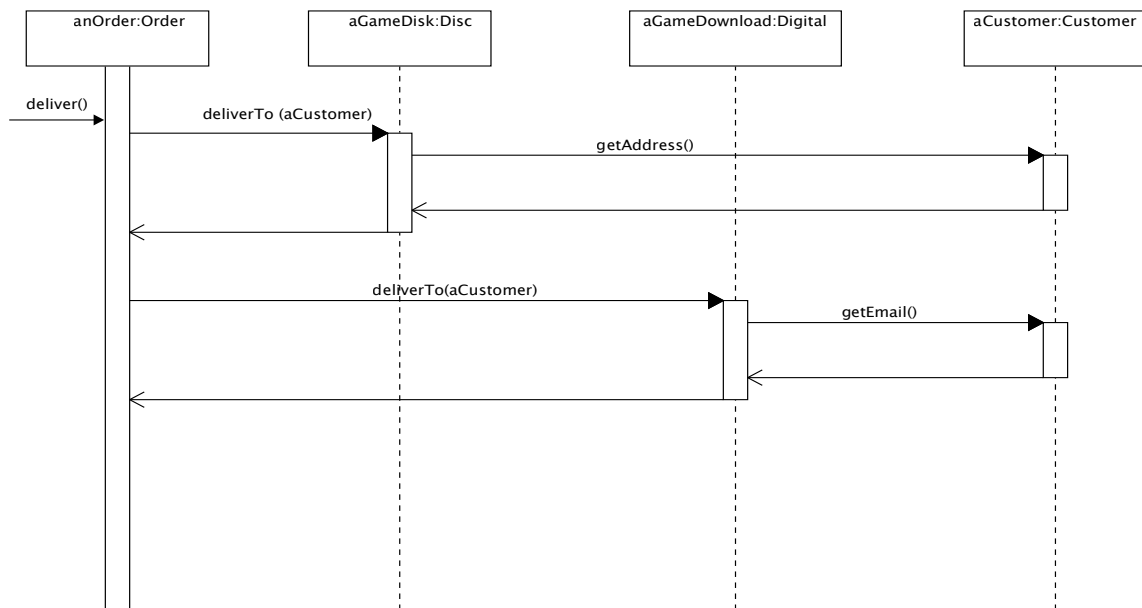 anOrder:Order
aGameDisk:Disc
aGameDownload:Digital
aCustomer:Customer
deliver()
deliverTo (aCustomer)
getAddress()
deliverTo(aCustomer)
getEmail()